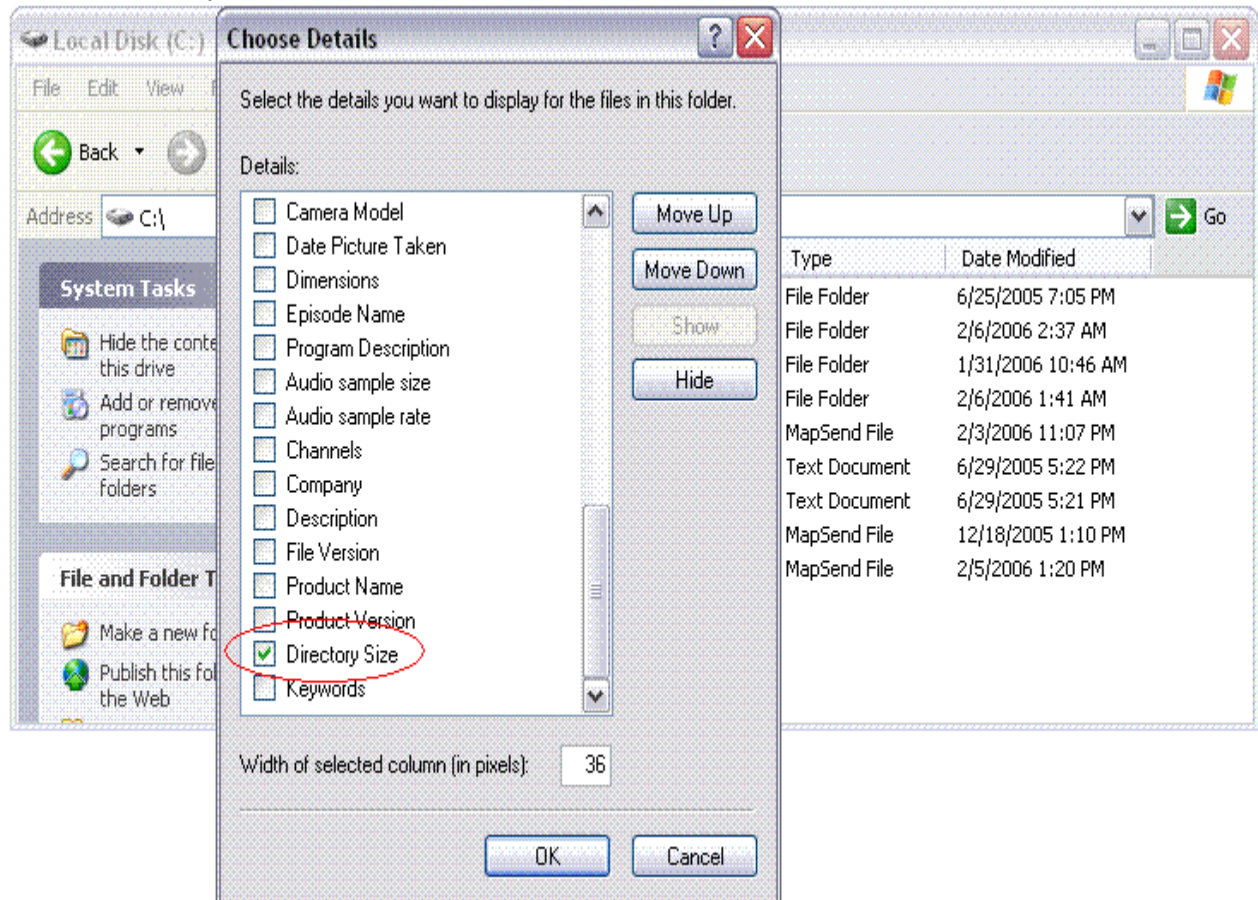 Local Disk (C:)
File Edit View
Back
Address C:\
Go
System Tasks
Hide the conte
this drive
Add or remove
programs
Search for file
folders
File and Folder T
Make a new fo
Publish this fol
the Web
Choose Details
?
Select the details you want to display for the files in this folder.
Details:
Camera Model
Date Picture Taken
Dimensions
Episode Name
Program Description
Audio sample size
Audio sample rate
Channels
Company
Description
File Version
Product Name
Product Version
Directory Size
Keywords
Move Up
Move Down
Show
Hide
Width of selected column (in pixels): 36
OK Cancel
Type Date Modified
File Folder 6/25/2005 7:05 PM
File Folder 2/6/2006 2:37 AM
File Folder 1/31/2006 10:46 AM
File Folder 2/6/2006 1:41 AM
MapSend File 2/3/2006 11:07 PM
Text Document 6/29/2005 5:22 PM
Text Document 6/29/2005 5:21 PM
MapSend File 12/18/2005 1:10 PM
MapSend File 2/5/2006 1:20 PM